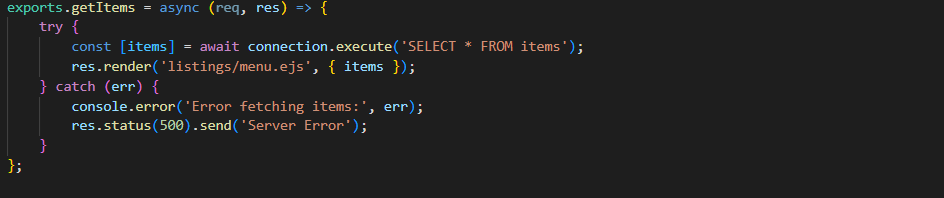 exports.getItems = async (req, res) => {
    try {
        const [items] = await connection.execute('SELECT * FROM items');
        res.render('listings/menu.ejs', { items });
    } catch (err) {
        console.error('Error fetching items:', err);
        res.status(500).send('Server Error');
    }
};